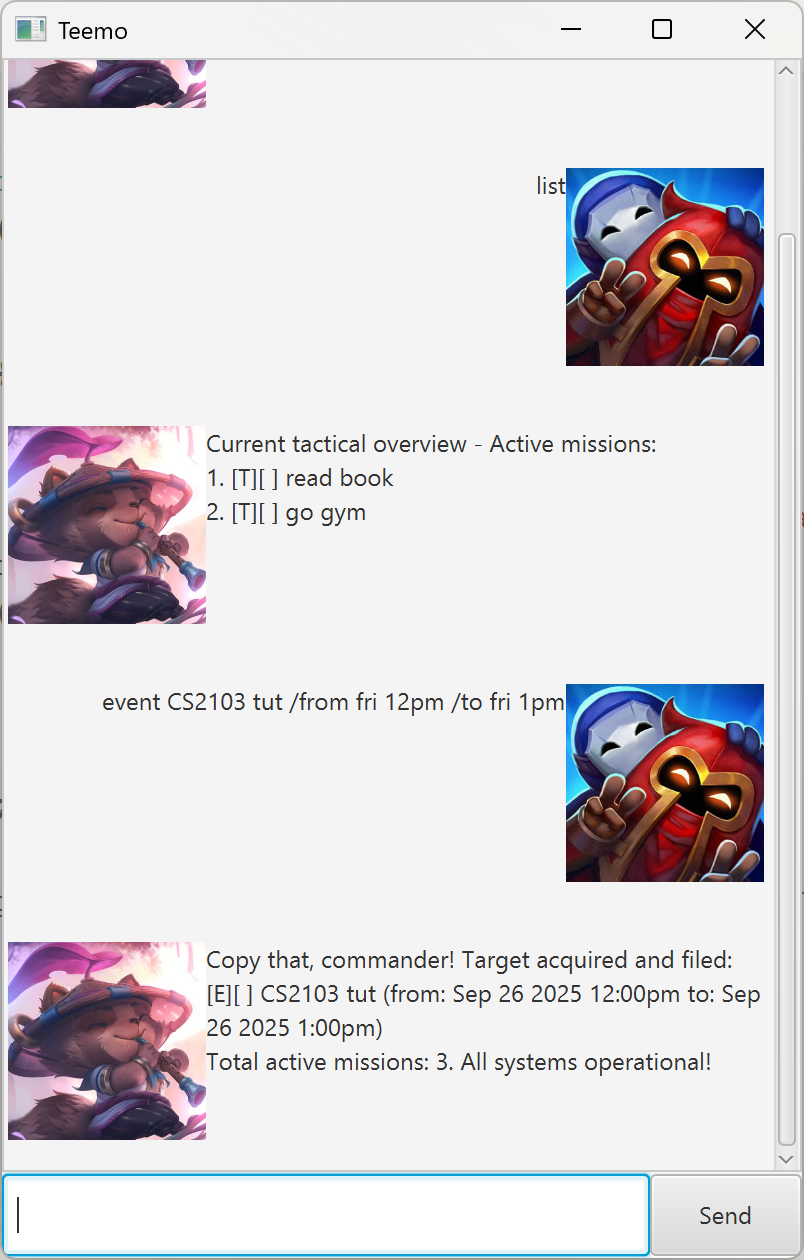 Teemo
list
Current tactical overview - Active missions:
1. [T][ ] read book
2. [T][ ] go gym
event CS2103 tut /from fri 12pm /to fri 1pm
Copy that, commander! Target acquired and filed:
[E][ ] CS2103 tut (from: Sep 26 2025 12:00pm to: Sep
26 2025 1:00pm)
Total active missions: 3. All systems operational!
Send